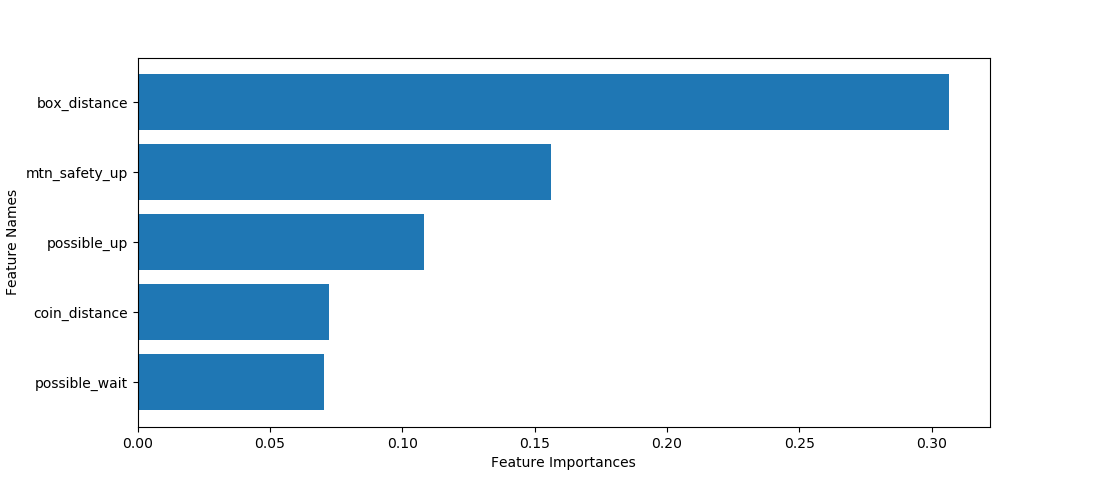 box_distance
mtn_safety_up
possible_up
coin_distance
possible_wait
Feature Names
0.00 0.05 0.10 0.15 0.20 0.25 0.30
Feature Importances